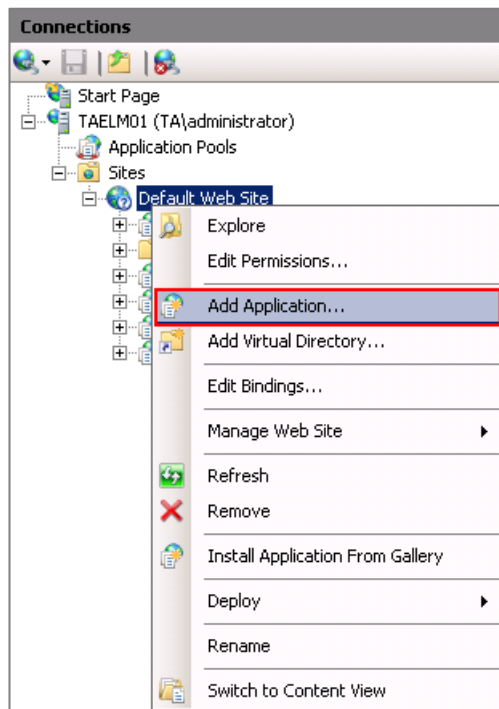 Connections
Start Page
TAELM01 (TA\administrator)
Application Pools
Sites
Default Web Site
Explore
Edit Permissions...
Add Application...
Add Virtual Directory...
Edit Bindings...
Manage Web Site
Refresh
Remove
Install Application From Gallery
Deploy
Rename
Switch to Content View